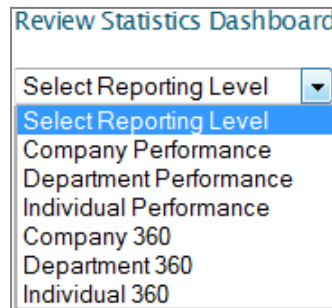 Review Statistics Dashboard
Select Reporting Level
Select Reporting Level
Company Performance
Department Performance
Individual Performance
Company 360
Department 360
Individual 360